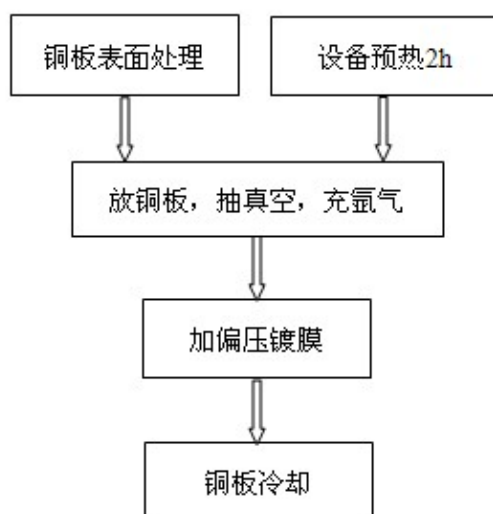 铜板表面处理
设备预热2h
放铜板，抽真空，充氩气
加偏压镀膜
铜板冷却